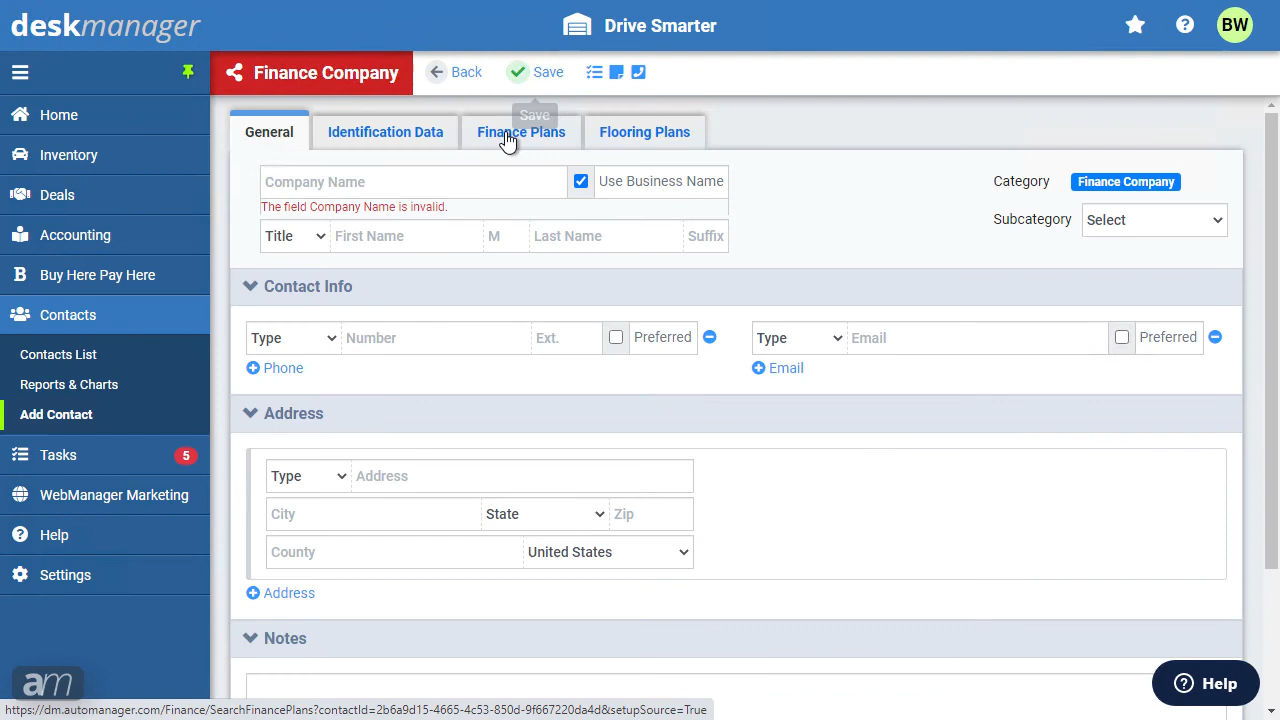 deskmanager
Drive Smarter
BW
Finance Company
Back
Save
Save
Home
Inventory
Deals
Accounting
Buy Here Pay Here
Contacts
Contacts List
Reports & Charts
Add Contact
Tasks
5
WebManager Marketing
Help
Settings
am
General
Identification Data
Finance Plans
Flooring Plans
Company Name
Use Business Name
The field Company Name is invalid.
Title
First Name
M
Last Name
Suffix
Category
Finance Company
Subcategory
Select
Contact Info
Type
Number
Ext.
Preferred
Type
Email
Preferred
Phone
Email
Address
Type
Address
City
State
Zip
County
United States
Address
Notes
Help
https://dm.automanager.com/Finance/SearchFinancePlans?contactId=2b6a9d15-4665-4c53-850d-9f667220da4d&setupSource=True